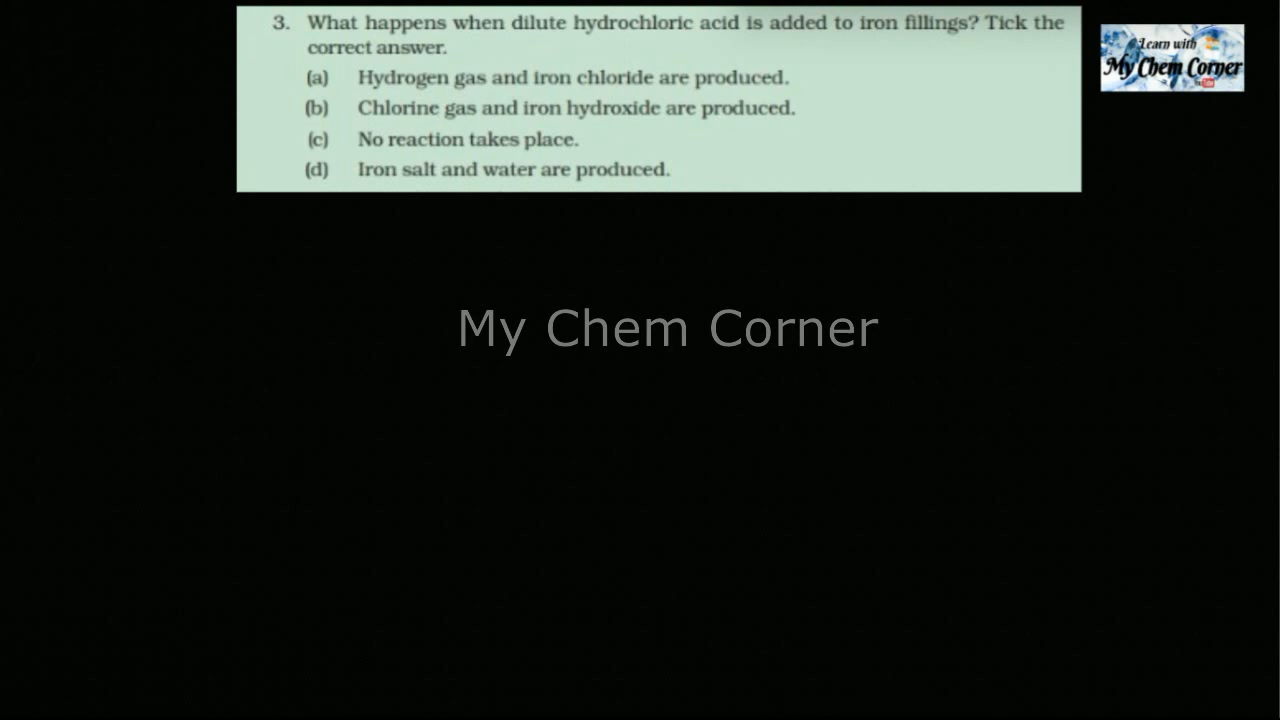 3. What happens when dilute hydrochloric acid is added to iron fillings? Tick the
correct answer.
(a) Hydrogen gas and iron chloride are produced.
(b) Chlorine gas and iron hydroxide are produced.
(c) No reaction takes place.
(d) Iron salt and water are produced.
Learn with
My Chem Corner
My Chem Corner